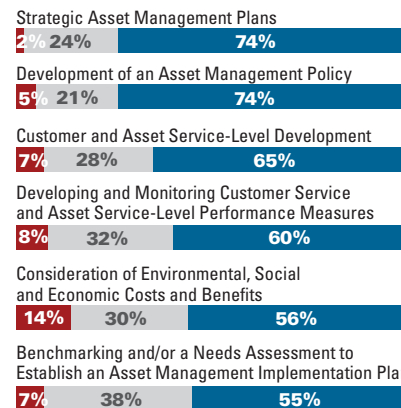 Strategic Asset Management Plans
2% 24% 74%
Development of an Asset Management Policy
5% 21% 74%
Customer and Asset Service-Level Development
7% 28% 65%
Developing and Monitoring Customer Service
and Asset Service-Level Performance Measures
8% 32% 60%
Consideration of Environmental, Social
and Economic Costs and Benefits
14% 30% 56%
Benchmarking and/or a Needs Assessment to
Establish an Asset Management Implementation Pla
7% 38% 55%